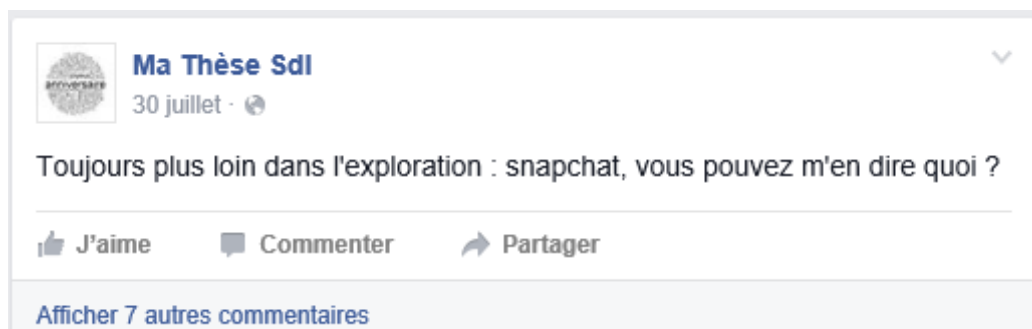 Ma Thèse Sdl
anniversaire
30 juillet ·
Toujours plus loin dans l'exploration : snapchat, vous pouvez m'en dire quoi ?
J'aime Commenter Partager
Afficher 7 autres commentaires